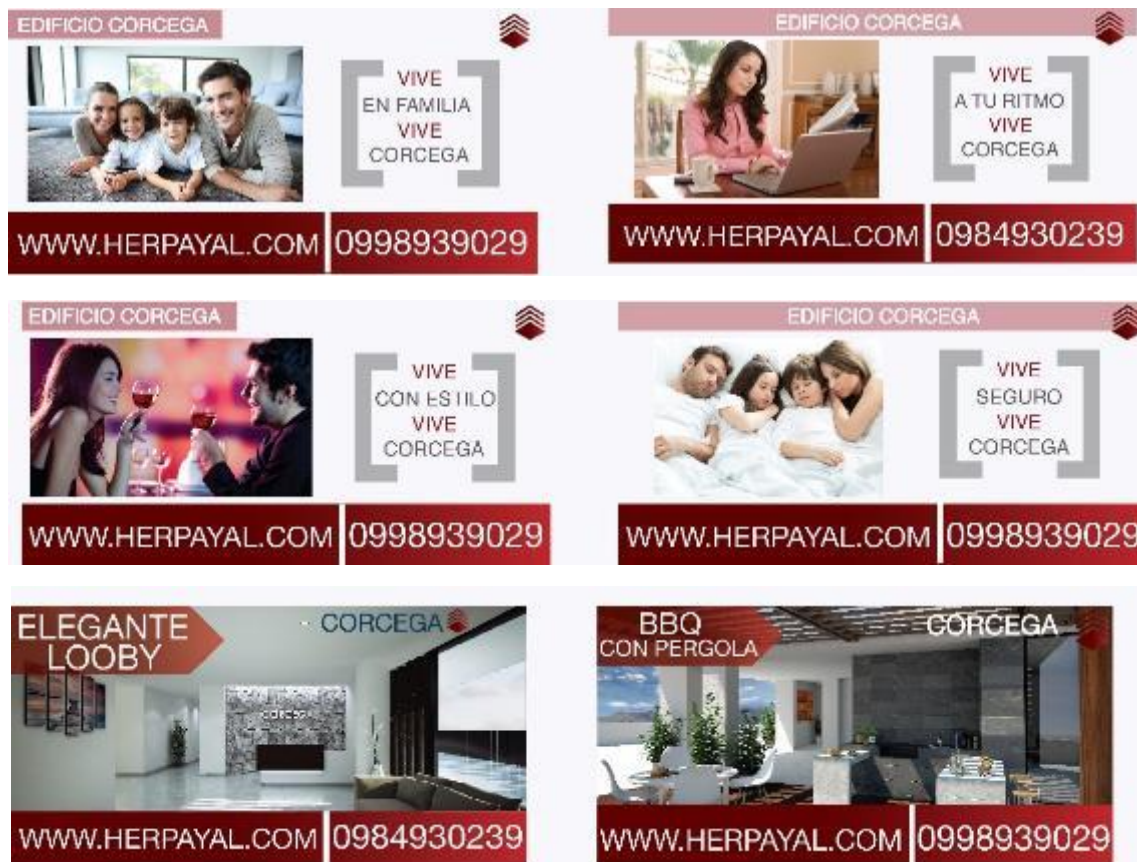 EDIFICIO CORCEGA
VIVE
EN FAMILIA
VIVE
CORCEGA
WWW.HERPAYAL.COM 0998939029
EDIFICIO CORCEGA
VIVE
A TU RITMO
VIVE
CORCEGA
WWW.HERPAYAL.COM 0984930239
EDIFICIO CORCEGA
VIVE
CON ESTILO
VIVE
CORCEGA
WWW.HERPAYAL.COM 0998939029
EDIFICIO CORCEGA
VIVE
SEGURO
VIVE
CORCEGA
WWW.HERPAYAL.COM 0998939029
ELEGANTE
LOOBY
CORCEGA
CORCEGA
WWW.HERPAYAL.COM 0984930239
BBQ
CON PERGOLA
CORCEGA
WWW.HERPAYAL.COM 0998939029